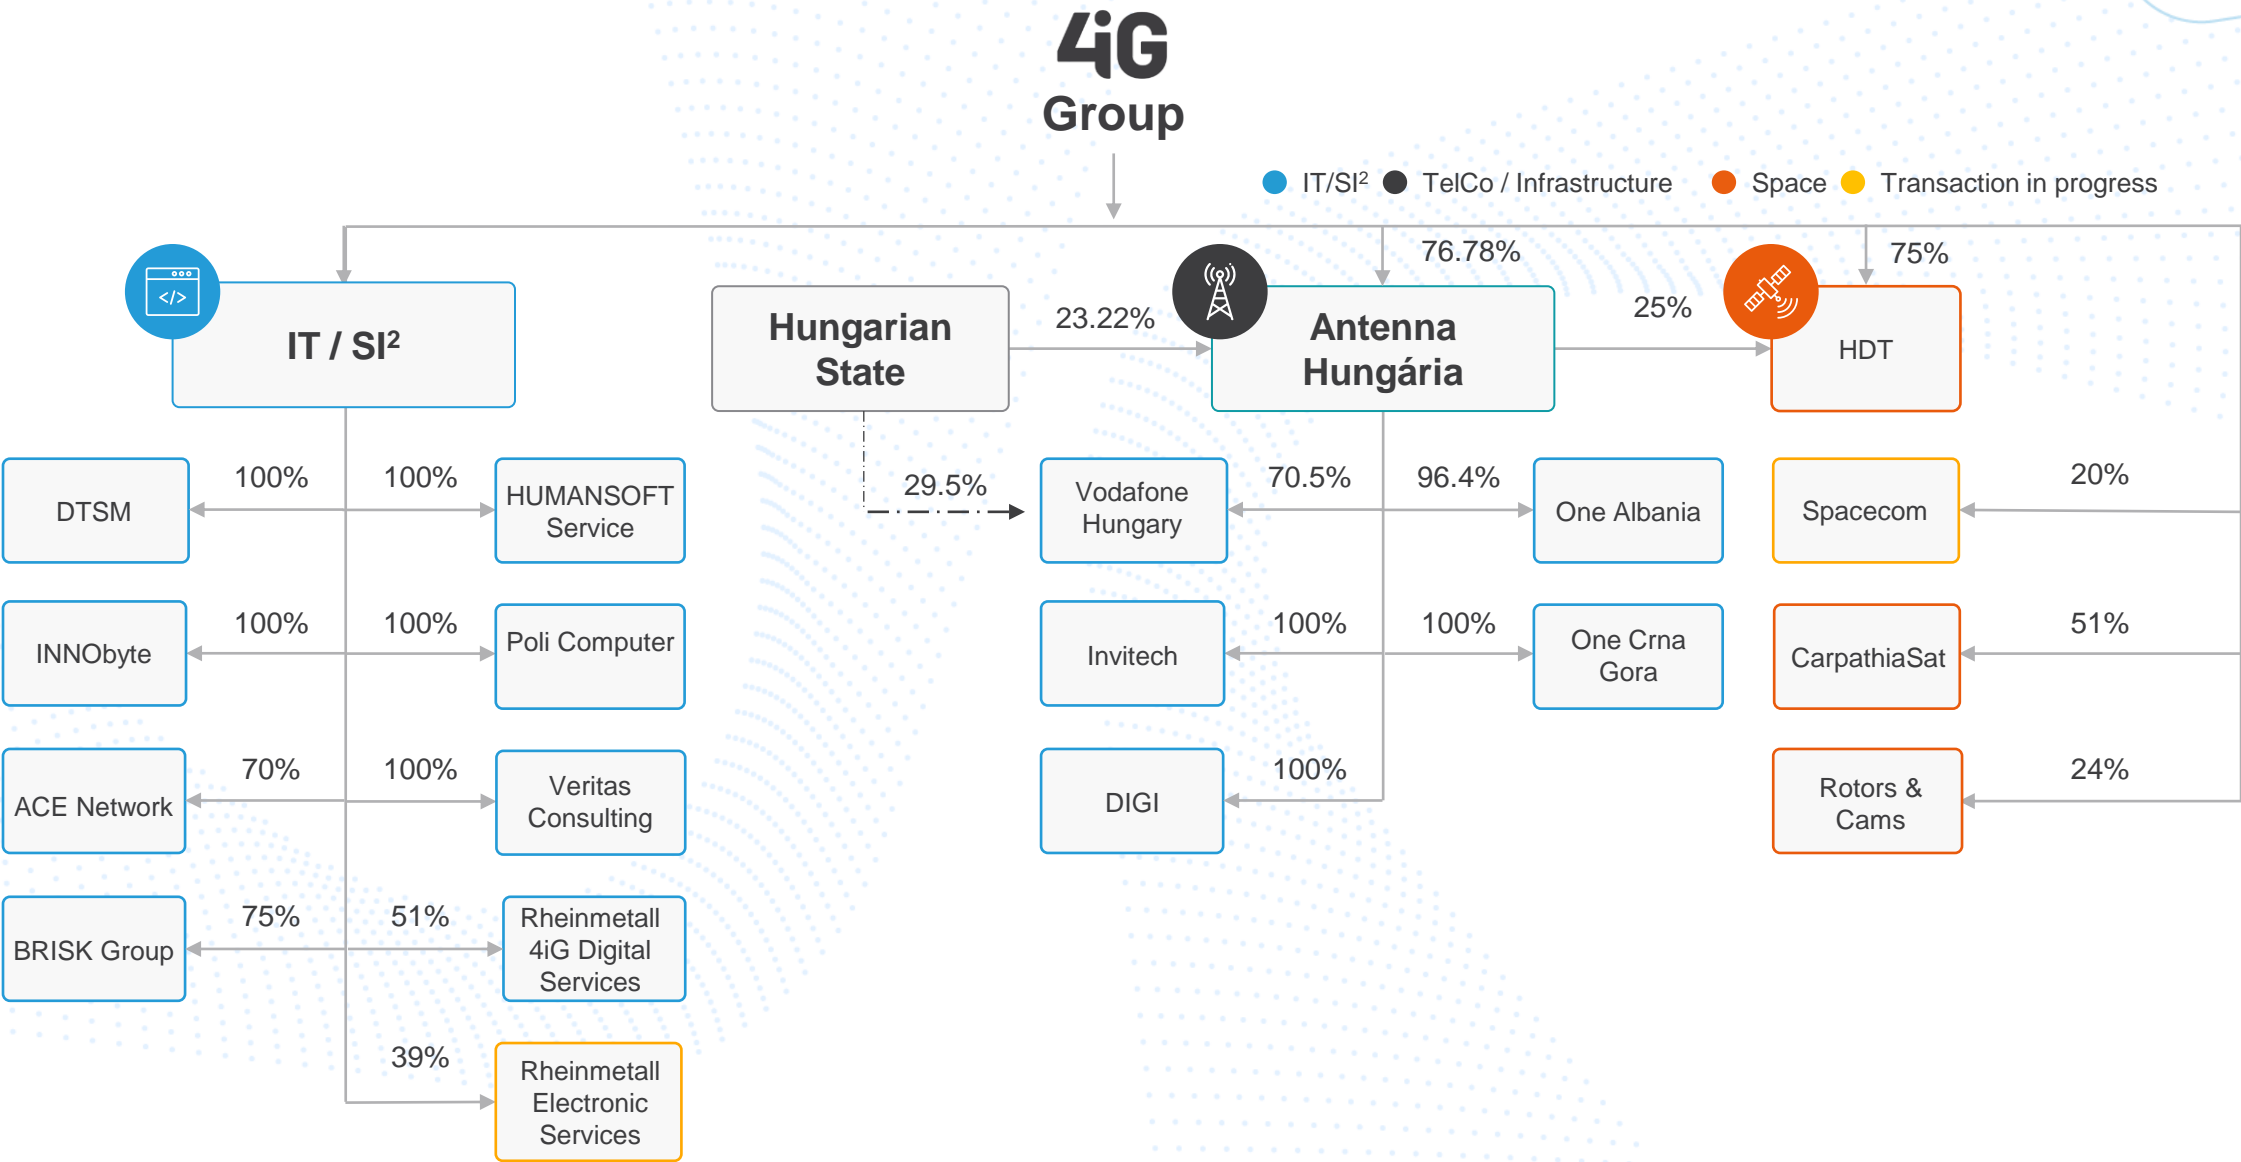 4iG
Group
IT/SI²
TelCo / Infrastructure
Space
Transaction in progress
76.78%
75%
</>
IT / SI²
Hungarian
State
23.22%
Antenna
Hungária
25%
HDT
29.5%
DTSM
100%
100%
HUMANSOFT
Service
INNObyte
100%
100%
Poli Computer
ACE Network
70%
100%
Veritas
Consulting
BRISK Group
75%
51%
Rheinmetall
4iG Digital
Services
39%
Rheinmetall
Electronic
Services
Vodafone
Hungary
70.5%
96.4%
One Albania
Invitech
100%
100%
One Crna
Gora
DIGI
100%
Spacecom
20%
CarpathiaSat
51%
Rotors &
Cams
24%